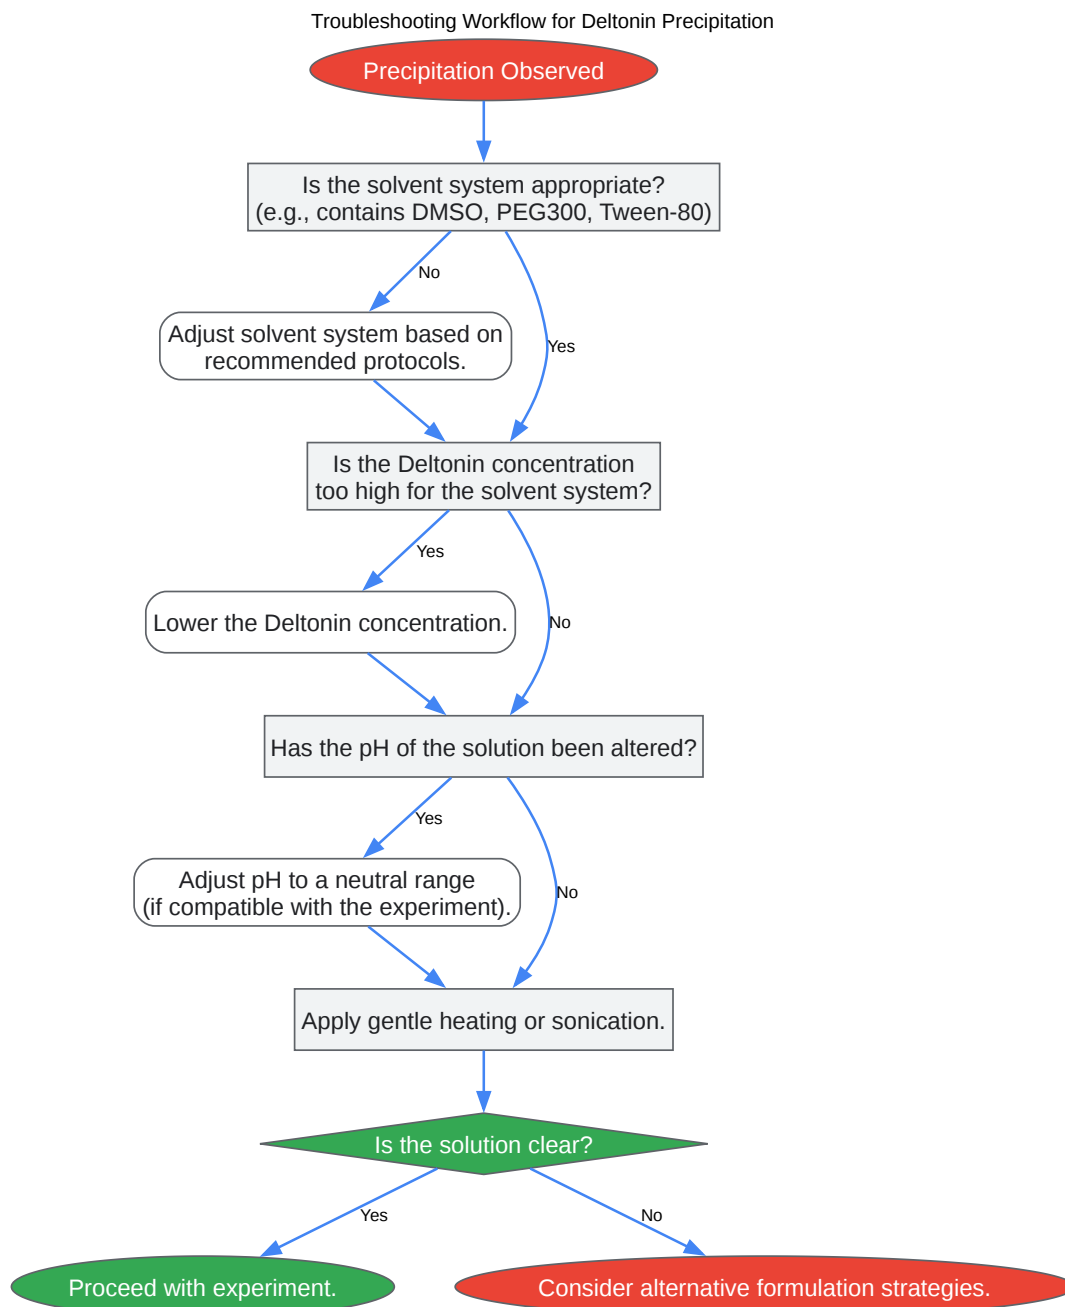 Troubleshooting Workflow for Deltonin Precipitation
Precipitation Observed
Is the solvent system appropriate?
(e.g., contains DMSO, PEG300, Tween-80)
No
Adjust solvent system based on
recommended protocols.
Yes
Is the Deltonin concentration
too high for the solvent system?
Yes
Lower the Deltonin concentration.
No
Has the pH of the solution been altered?
Yes
Adjust pH to a neutral range
(if compatible with the experiment).
No
Apply gentle heating or sonication.
Is the solution clear?
Yes
No
Proceed with experiment.
Consider alternative formulation strategies.